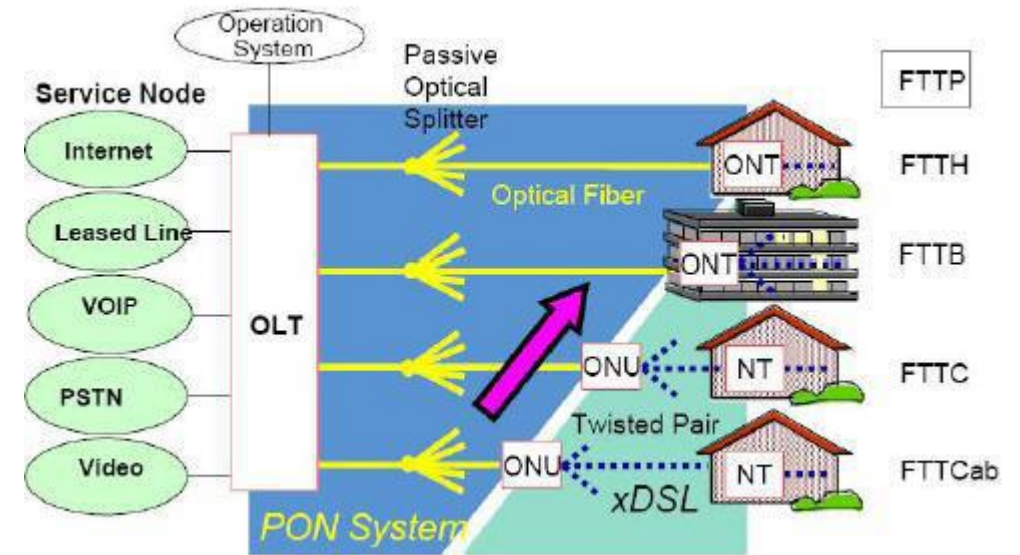 Operation
System
Passive
Optical
Splitter
FTTP
Service Node
Internet
ONT
FTTH
Optical Fiber
Leased Line
ONT
FTTB
VOIP
OLT
ONU
NT
FTTC
PSTN
Twisted Pair
Video
ONU
NT
FTTCab
xDSL
PON System